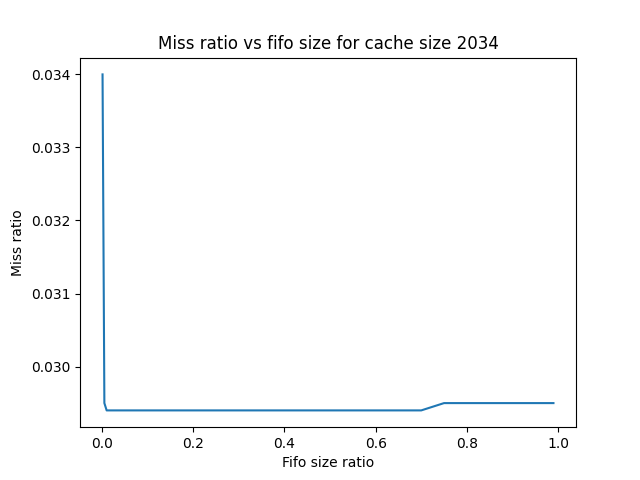 Miss ratio vs fifo size for cache size 2034
0.034
0.033
0.032
0.031
0.030
Miss ratio
0.0 0.2 0.4 0.6 0.8 1.0
Fifo size ratio